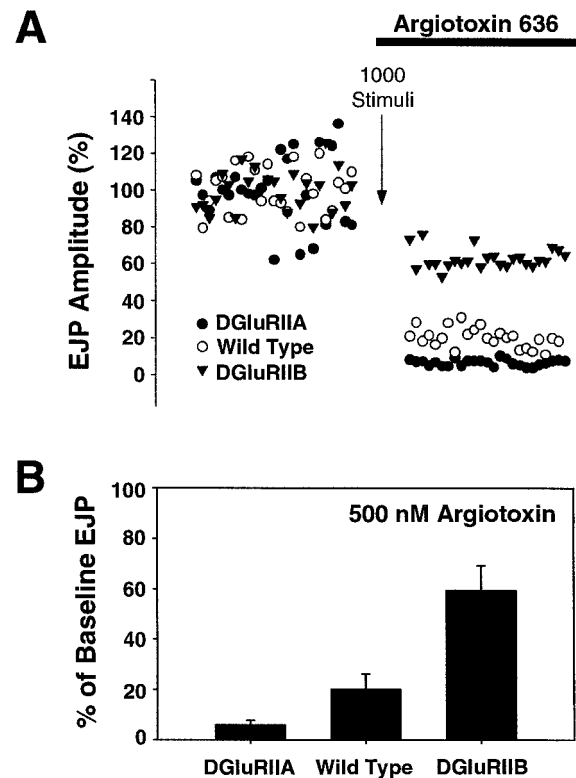 A
Argiotoxin 636
1000
Stimuli
EJP Amplitude (%)
140
120
100
80
60
40
20
0
DGluRIIA
Wild Type
DGluRIIB
B
% of Baseline EJP
100
80
60
40
20
0
500 nM Argiotoxin
DGluRIIA Wild Type DGluRIIB